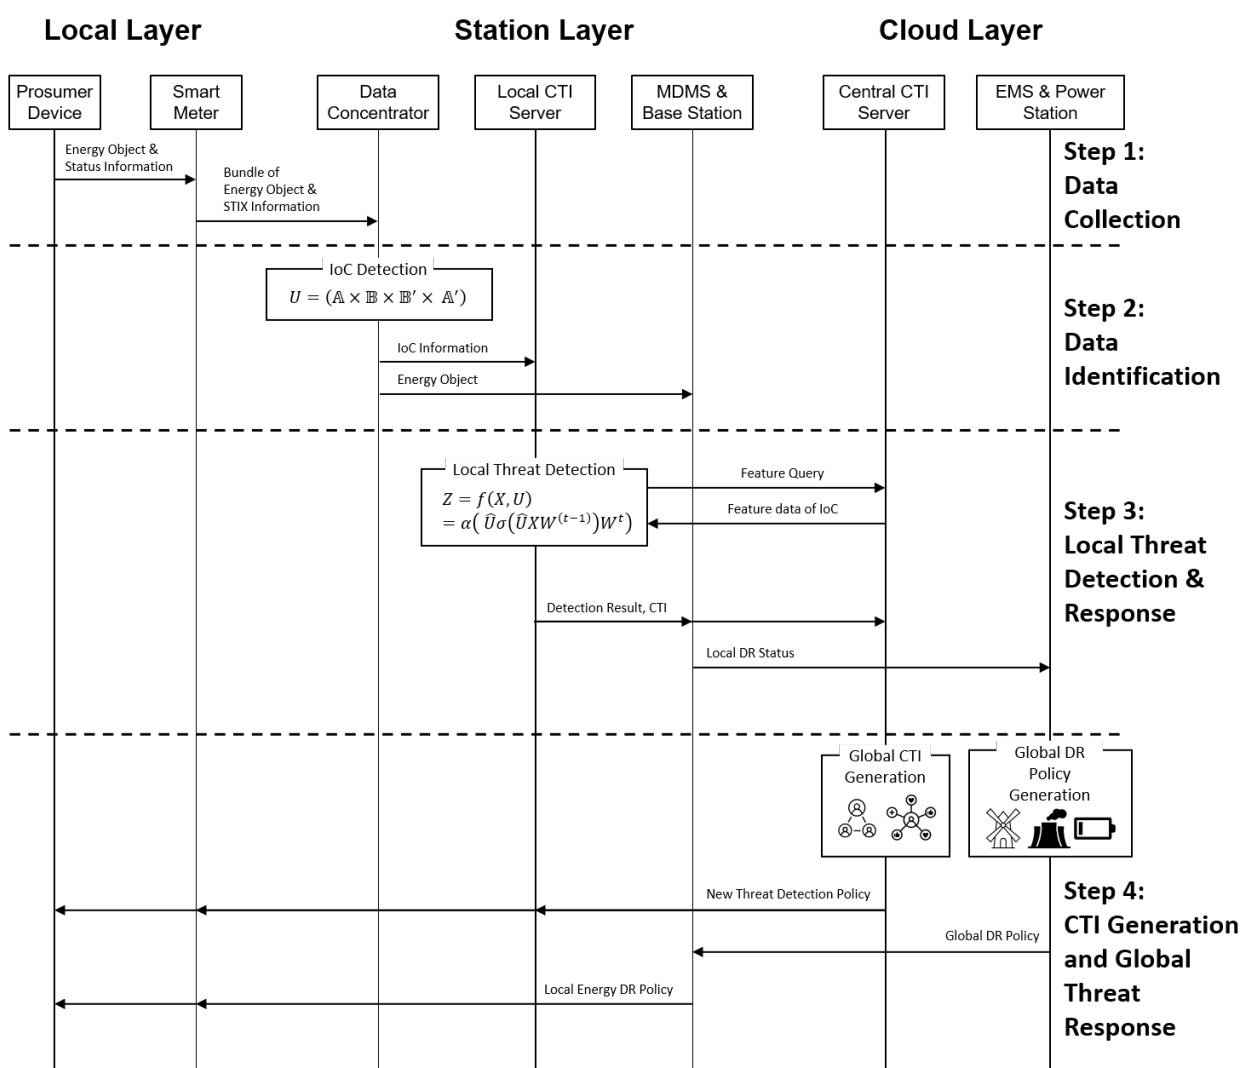 Local Layer
Station Layer
Cloud Layer
Prosumer
Device
Smart
Meter
Data
Concentrator
Local CTI
Server
MDMS &
Base Station
Central CTI
Server
EMS & Power
Station
Energy Object &
Status Information
Bundle of
Energy Object &
STIX Information
Step 1:
Data
Collection
IoC Detection
𝑈 = (𝔸 × 𝔹 × 𝔹′ × 𝔸′)
IoC Information
Energy Object
Step 2:
Data
Identification
Local Threat Detection
𝑍 = 𝑓(𝑋, 𝑈)
= 𝛼( Û𝜎(Û𝑋𝑊^(𝑡−1))𝑊^𝑡)
Feature Query
Feature data of IoC
Detection Result, CTI
Local DR Status
Step 3:
Local Threat
Detection &
Response
Global CTI
Generation
Global DR
Policy
Generation
New Threat Detection Policy
Global DR Policy
Local Energy DR Policy
Step 4:
CTI Generation
and Global
Threat
Response